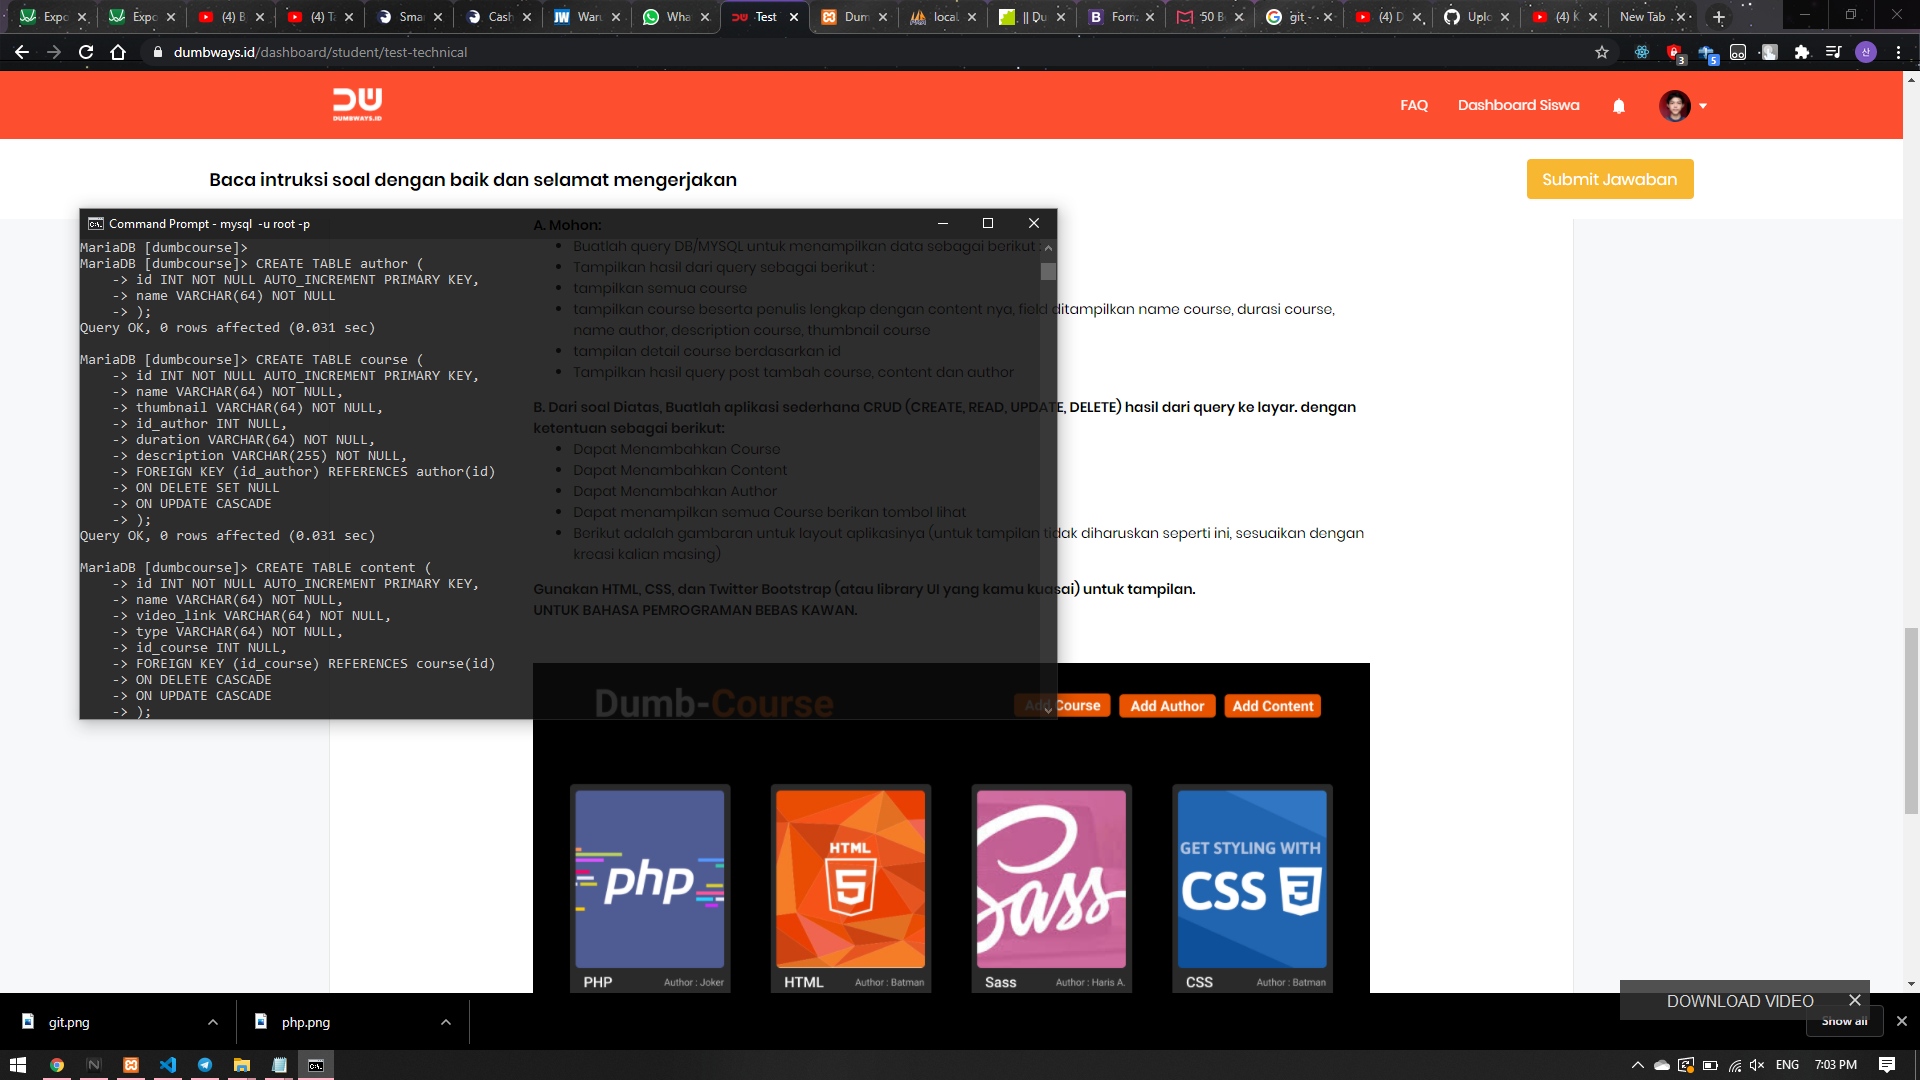 Expo
Expo
(4) B
(4) Ta
Smar
Cash
Waru
Wha
Test
Dum
local
|| Du
Form
50 B
git -
(4) D
Uplo
(4) K
New Tab
dumbways.id/dashboard/student/test-technical
3
5
산
DUMBWAYS.ID
FAQ
Dashboard Siswa
Baca intruksi soal dengan baik dan selamat mengerjakan
Submit Jawaban
Command Prompt - mysql -u root -p
MariaDB [dumbcourse]>
MariaDB [dumbcourse]> CREATE TABLE author (
-> id INT NOT NULL AUTO_INCREMENT PRIMARY KEY,
-> name VARCHAR(64) NOT NULL
-> );
Query OK, 0 rows affected (0.031 sec)
MariaDB [dumbcourse]> CREATE TABLE course (
-> id INT NOT NULL AUTO_INCREMENT PRIMARY KEY,
-> name VARCHAR(64) NOT NULL,
-> thumbnail VARCHAR(64) NOT NULL,
-> id_author INT NULL,
-> duration VARCHAR(64) NOT NULL,
-> description VARCHAR(255) NOT NULL,
-> FOREIGN KEY (id_author) REFERENCES author(id)
-> ON DELETE SET NULL
-> ON UPDATE CASCADE
-> );
Query OK, 0 rows affected (0.031 sec)
MariaDB [dumbcourse]> CREATE TABLE content (
-> id INT NOT NULL AUTO_INCREMENT PRIMARY KEY,
-> name VARCHAR(64) NOT NULL,
-> video_link VARCHAR(64) NOT NULL,
-> type VARCHAR(64) NOT NULL,
-> id_course INT NULL,
-> FOREIGN KEY (id_course) REFERENCES course(id)
-> ON DELETE CASCADE
-> ON UPDATE CASCADE
-> );
A. Mohon:
Buatlah query DB/MYSQL untuk menampilkan data sebagai berikut :
Tampilkan hasil dari query sebagai berikut :
tampilkan semua course
tampilkan course beserta penulis lengkap dengan content nya, field ditampilkan name course, durasi course,
name author, description course, thumbnail course
tampilan detail course berdasarkan id
Tampilkan hasil query post tambah course, content dan author
B. Dari soal Diatas, Buatlah aplikasi sederhana CRUD (CREATE, READ, UPDATE, DELETE) hasil dari query ke layar. dengan
ketentuan sebagai berikut:
Dapat Menambahkan Course
Dapat Menambahkan Content
Dapat Menambahkan Author
Dapat menampilkan semua Course berikan tombol lihat
Berikut adalah gambaran untuk layout aplikasinya (untuk tampilan tidak diharuskan seperti ini, sesuaikan dengan
kreasi kalian masing)
Gunakan HTML, CSS, dan Twitter Bootstrap (atau library UI yang kamu kuasai) untuk tampilan.
UNTUK BAHASA PEMROGRAMAN BEBAS KAWAN.
Dumb-Course
Add Course
Add Author
Add Content
php
HTML
5
Sass
GET STYLING WITH
CSS 3
PHP
Author : Joker
HTML
Author : Batman
Sass
Author : Haris A.
CSS
Author : Batman
git.png
php.png
DOWNLOAD VIDEO
Show all
ENG
7:03 PM